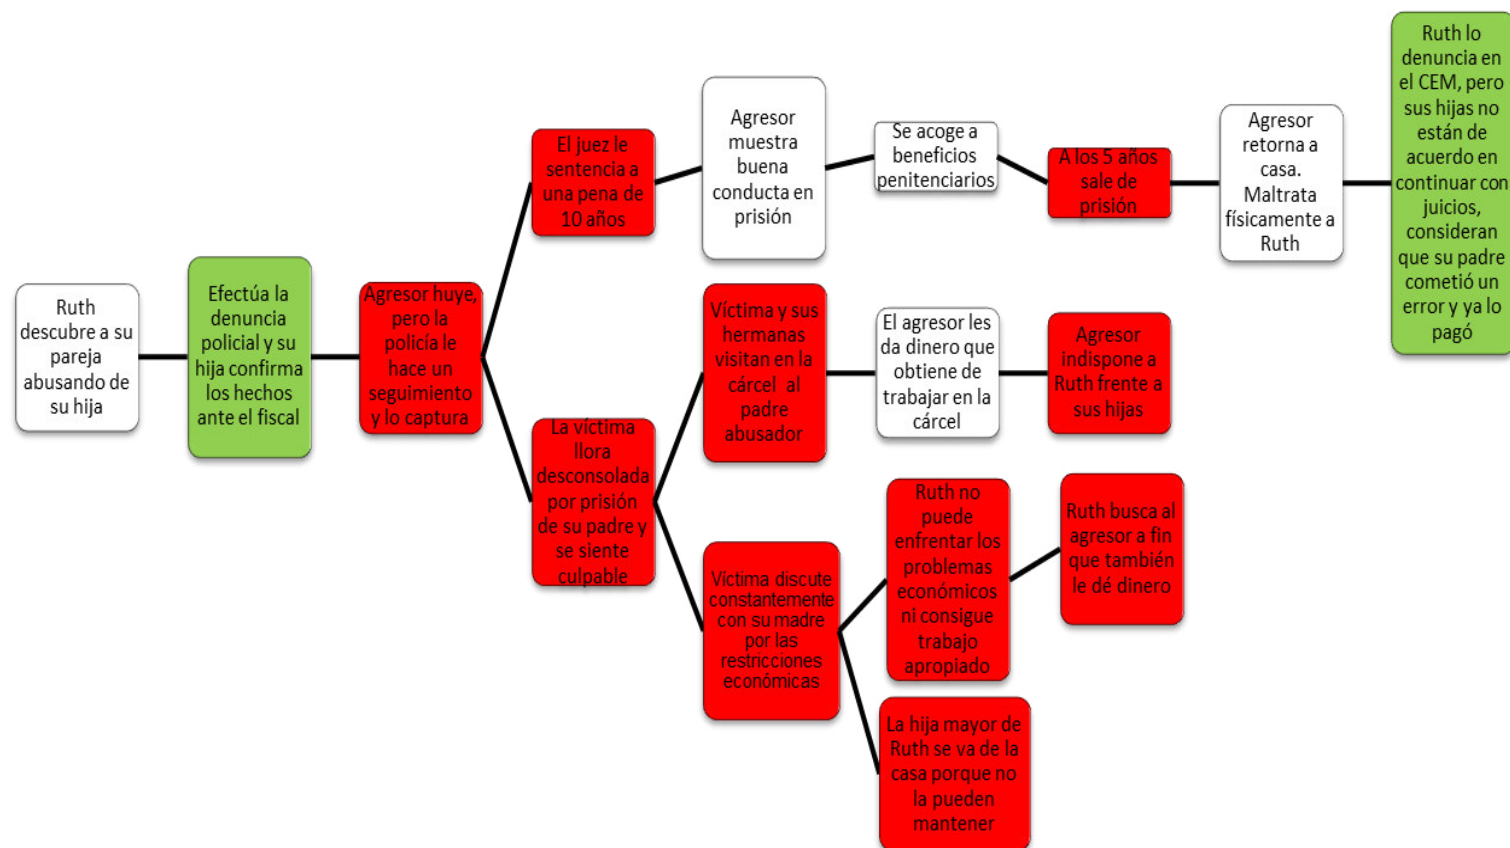 Ruth
descubre a su
pareja
abusando de
su hija
Efectúa la
denuncia
policial y su
hija confirma
los hechos
ante el fiscal
Agresor huye,
pero la
policía le
hace un
seguimiento
y lo captura
El juez le
sentencia a
una pena de
10 años
Agresor
muestra
buena
conducta en
prisión
Se acoge a
beneficios
penitenciarios
A los 5 años
sale de
prisión
Agresor
retorna a
casa.
Maltrata
físicamente a
Ruth
Ruth lo
denuncia en
el CEM, pero
sus hijas no
están de
acuerdo en
continuar con
juicios,
consideran
que su padre
cometió un
error y ya lo
pagó
La víctima
llora
desconsolada
por prisión
de su padre y
se siente
culpable
Víctima y sus
hermanas
visitan en la
cárcel al
padre
abusador
El agresor les
da dinero que
obtiene de
trabajar en la
cárcel
Agresor
indispone a
Ruth frente a
sus hijas
Víctima discute
constantemente
con su madre
por las
restricciones
económicas
Ruth no
puede
enfrentar los
problemas
económicos
ni consigue
trabajo
apropiado
Ruth busca al
agresor a fin
que también
le dé dinero
La hija mayor de
Ruth se va de la
casa porque no
la pueden
mantener